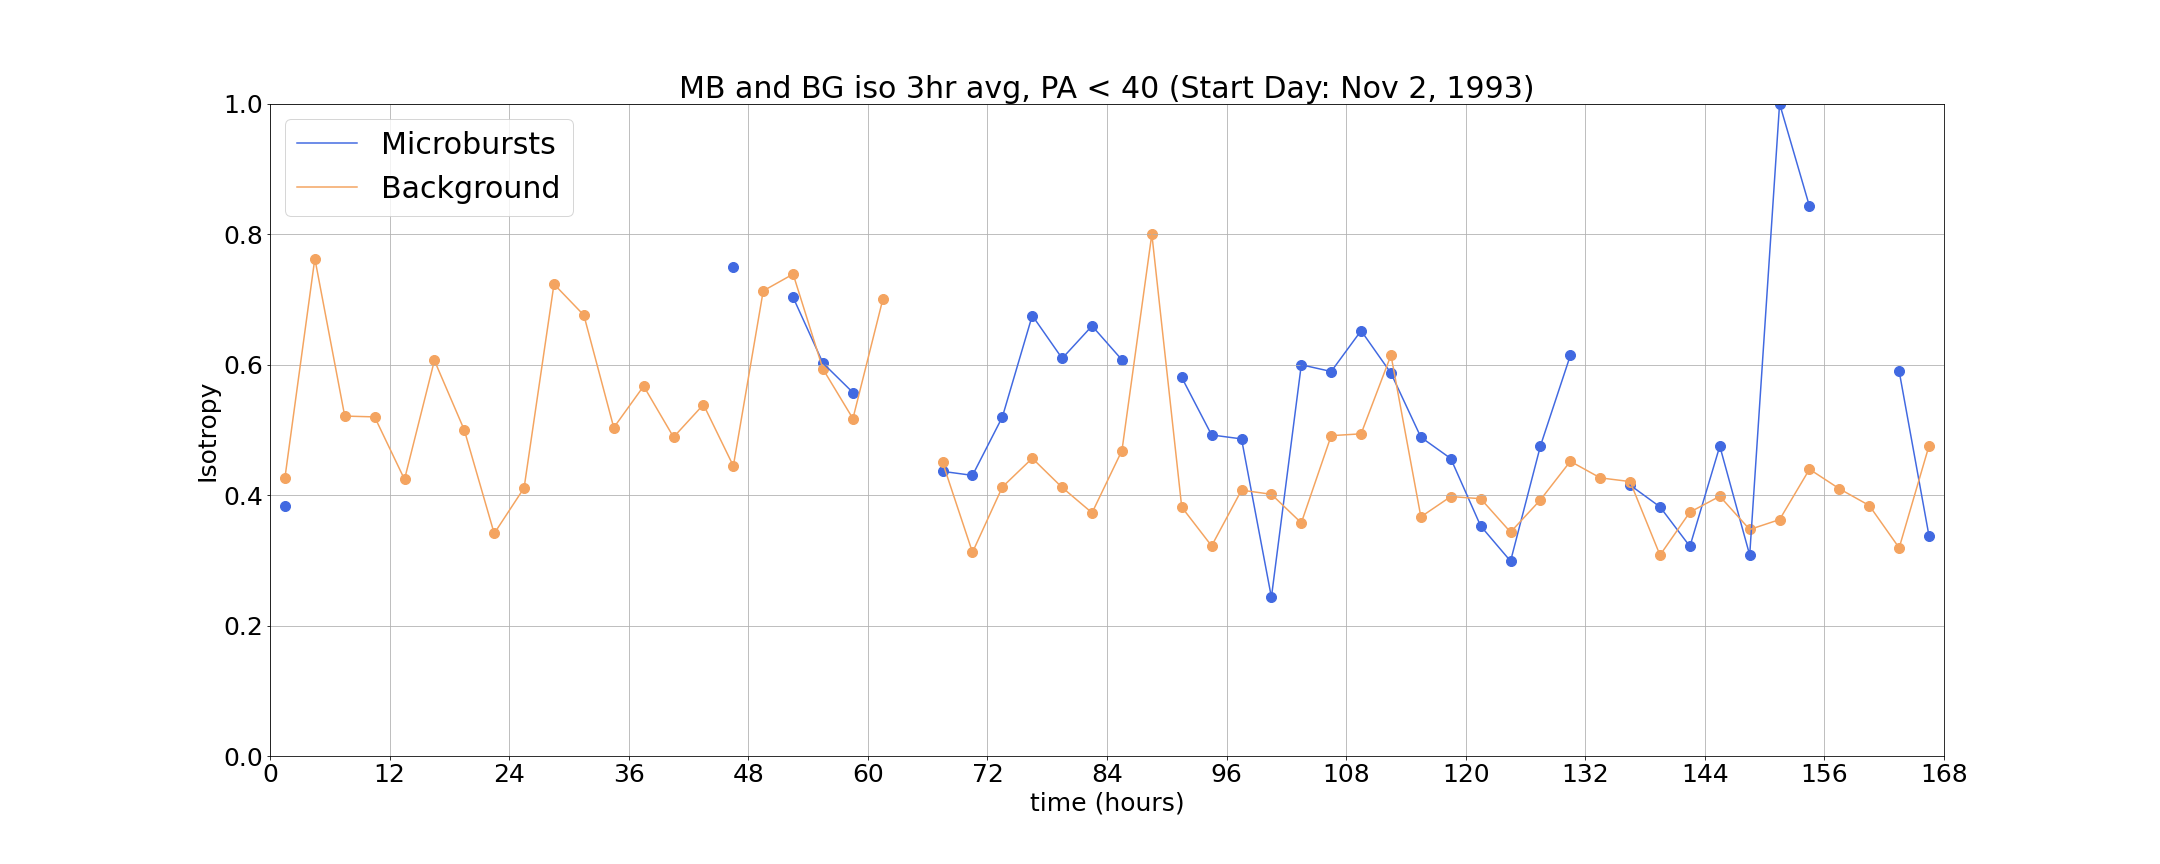 MB and BG iso 3hr avg, PA < 40 (Start Day: Nov 2, 1993)
Microbursts
Background
1.0
0.8
0.6
0.4
0.2
0.0
Isotropy
0 12 24 36 48 60 72 84 96 108 120 132 144 156 168
time (hours)